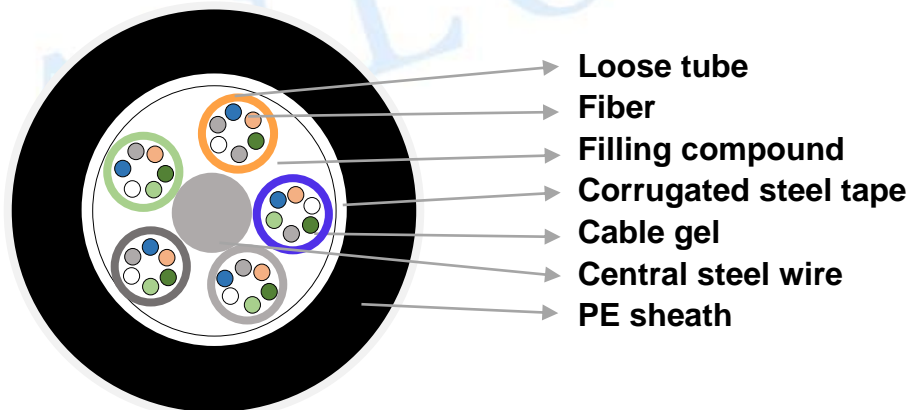 Loose tube
Fiber
Filling compound
Corrugated steel tape
Cable gel
Central steel wire
PE sheath